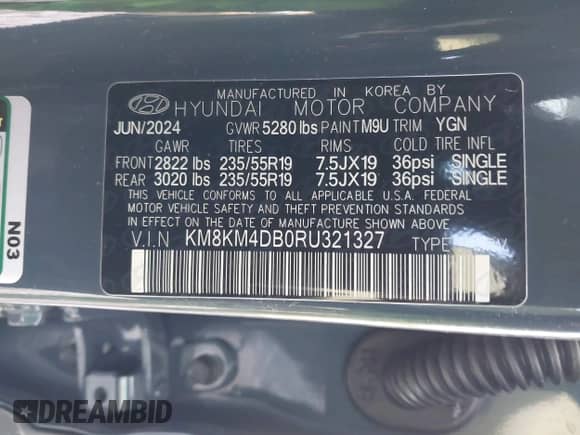 MANUFACTURED IN KOREA BY
HYUNDAI MOTOR COMPANY
JUN/2024 GVWR 5280 lbs PAINT M9U TRIM YGN
GAWR TIRES RIMS COLD TIRE INFL
FRONT 2822 lbs 235/55R19 7.5JX19 36psi SINGLE
REAR 3020 lbs 235/55R19 7.5JX19 36psi SINGLE
THIS VEHICLE CONFORMS TO ALL APPLICABLE U.S.A. FEDERAL
MOTOR VEHICLE SAFETY AND THEFT PREVENTION STANDARDS
IN EFFECT ON THE DATE OF MANUFACTURE SHOWN ABOVE.
V.I.N KM8KM4DB0RU321327 TYPE
N03
DREAMBID